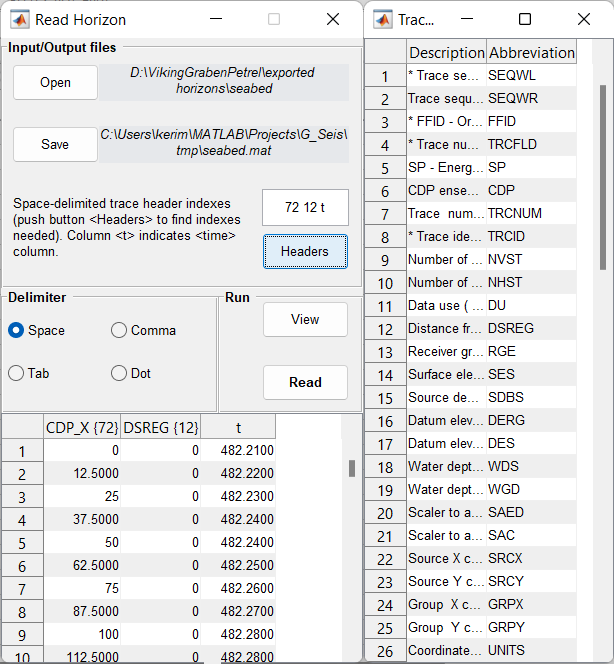 Read Horizon
Input/Output files
Open
D:\VikingGrabenPetrel\exported
horizons\seabed
Save
C:\Users\kerim\MATLAB\Projects\G_Seis\
tmp\seabed.mat
Space-delimited trace header indexes
(push button <Headers> to find indexes
needed). Column <t> indicates <time>
column.
72 12 t
Headers
Delimiter
Space
Comma
Tab
Dot
Run
View
Read
CDP_X {72} DSREG {12} t
1 0 0 482.2100
2 12.5000 0 482.2200
3 25 0 482.2300
4 37.5000 0 482.2400
5 50 0 482.2400
6 62.5000 0 482.2500
7 75 0 482.2600
8 87.5000 0 482.2700
9 100 0 482.2800
10 112.5000 0 482.2800
Trac...
Description Abbreviation
1 * Trace se... SEQWL
2 Trace sequ... SEQWR
3 * FFID - Or... FFID
4 * Trace nu... TRCFLD
5 SP - Energ... SP
6 CDP ense... CDP
7 Trace num... TRCNUM
8 * Trace ide... TRCID
9 Number of ... NVST
10 Number of ... NHST
11 Data use ( ... DU
12 Distance fr... DSREG
13 Receiver gr... RGE
14 Surface ele... SES
15 Source de... SDBS
16 Datum elev... DERG
17 Datum elev... DES
18 Water dept... WDS
19 Water dept... WGD
20 Scaler to a... SAED
21 Scaler to a... SAC
22 Source X c... SRCX
23 Source Y c... SRCY
24 Group X c... GRPX
25 Group Y c... GRPY
26 Coordinate... UNITS